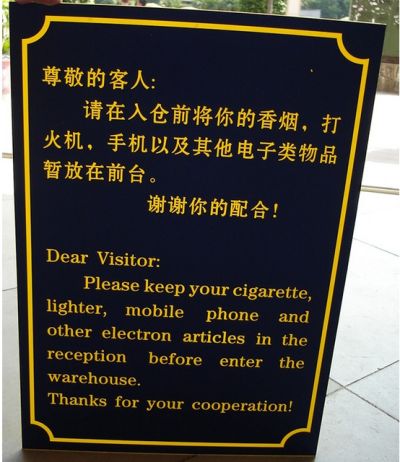 尊敬的客人:
请在入仓前将你的香烟，打
火机，手机以及其他电子类物品
暂放在前台。
谢谢你的配合！
Dear Visitor:
Please keep your cigarette,
lighter, mobile phone and
other electron articles in the
reception before enter the
warehouse.
Thanks for your cooperation!